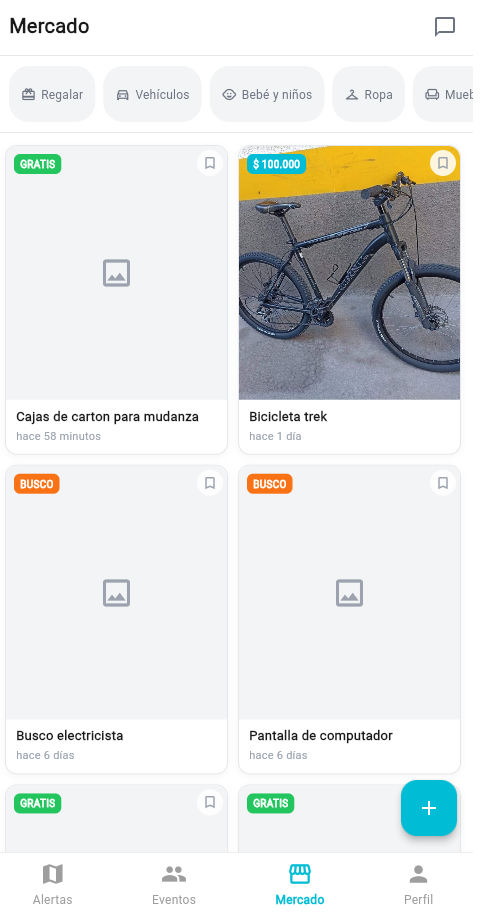 Mercado
Regalar
Vehículos
Bebé y niños
Ropa
GRATIS
$ 100.000
Cajas de carton para mudanza
hace 58 minutos
Bicicleta trek
hace 1 día
BUSCO
BUSCO
Busco electricista
hace 6 días
Pantalla de computador
hace 6 días
GRATIS
GRATIS
Alertas
Eventos
Mercado
Perfil